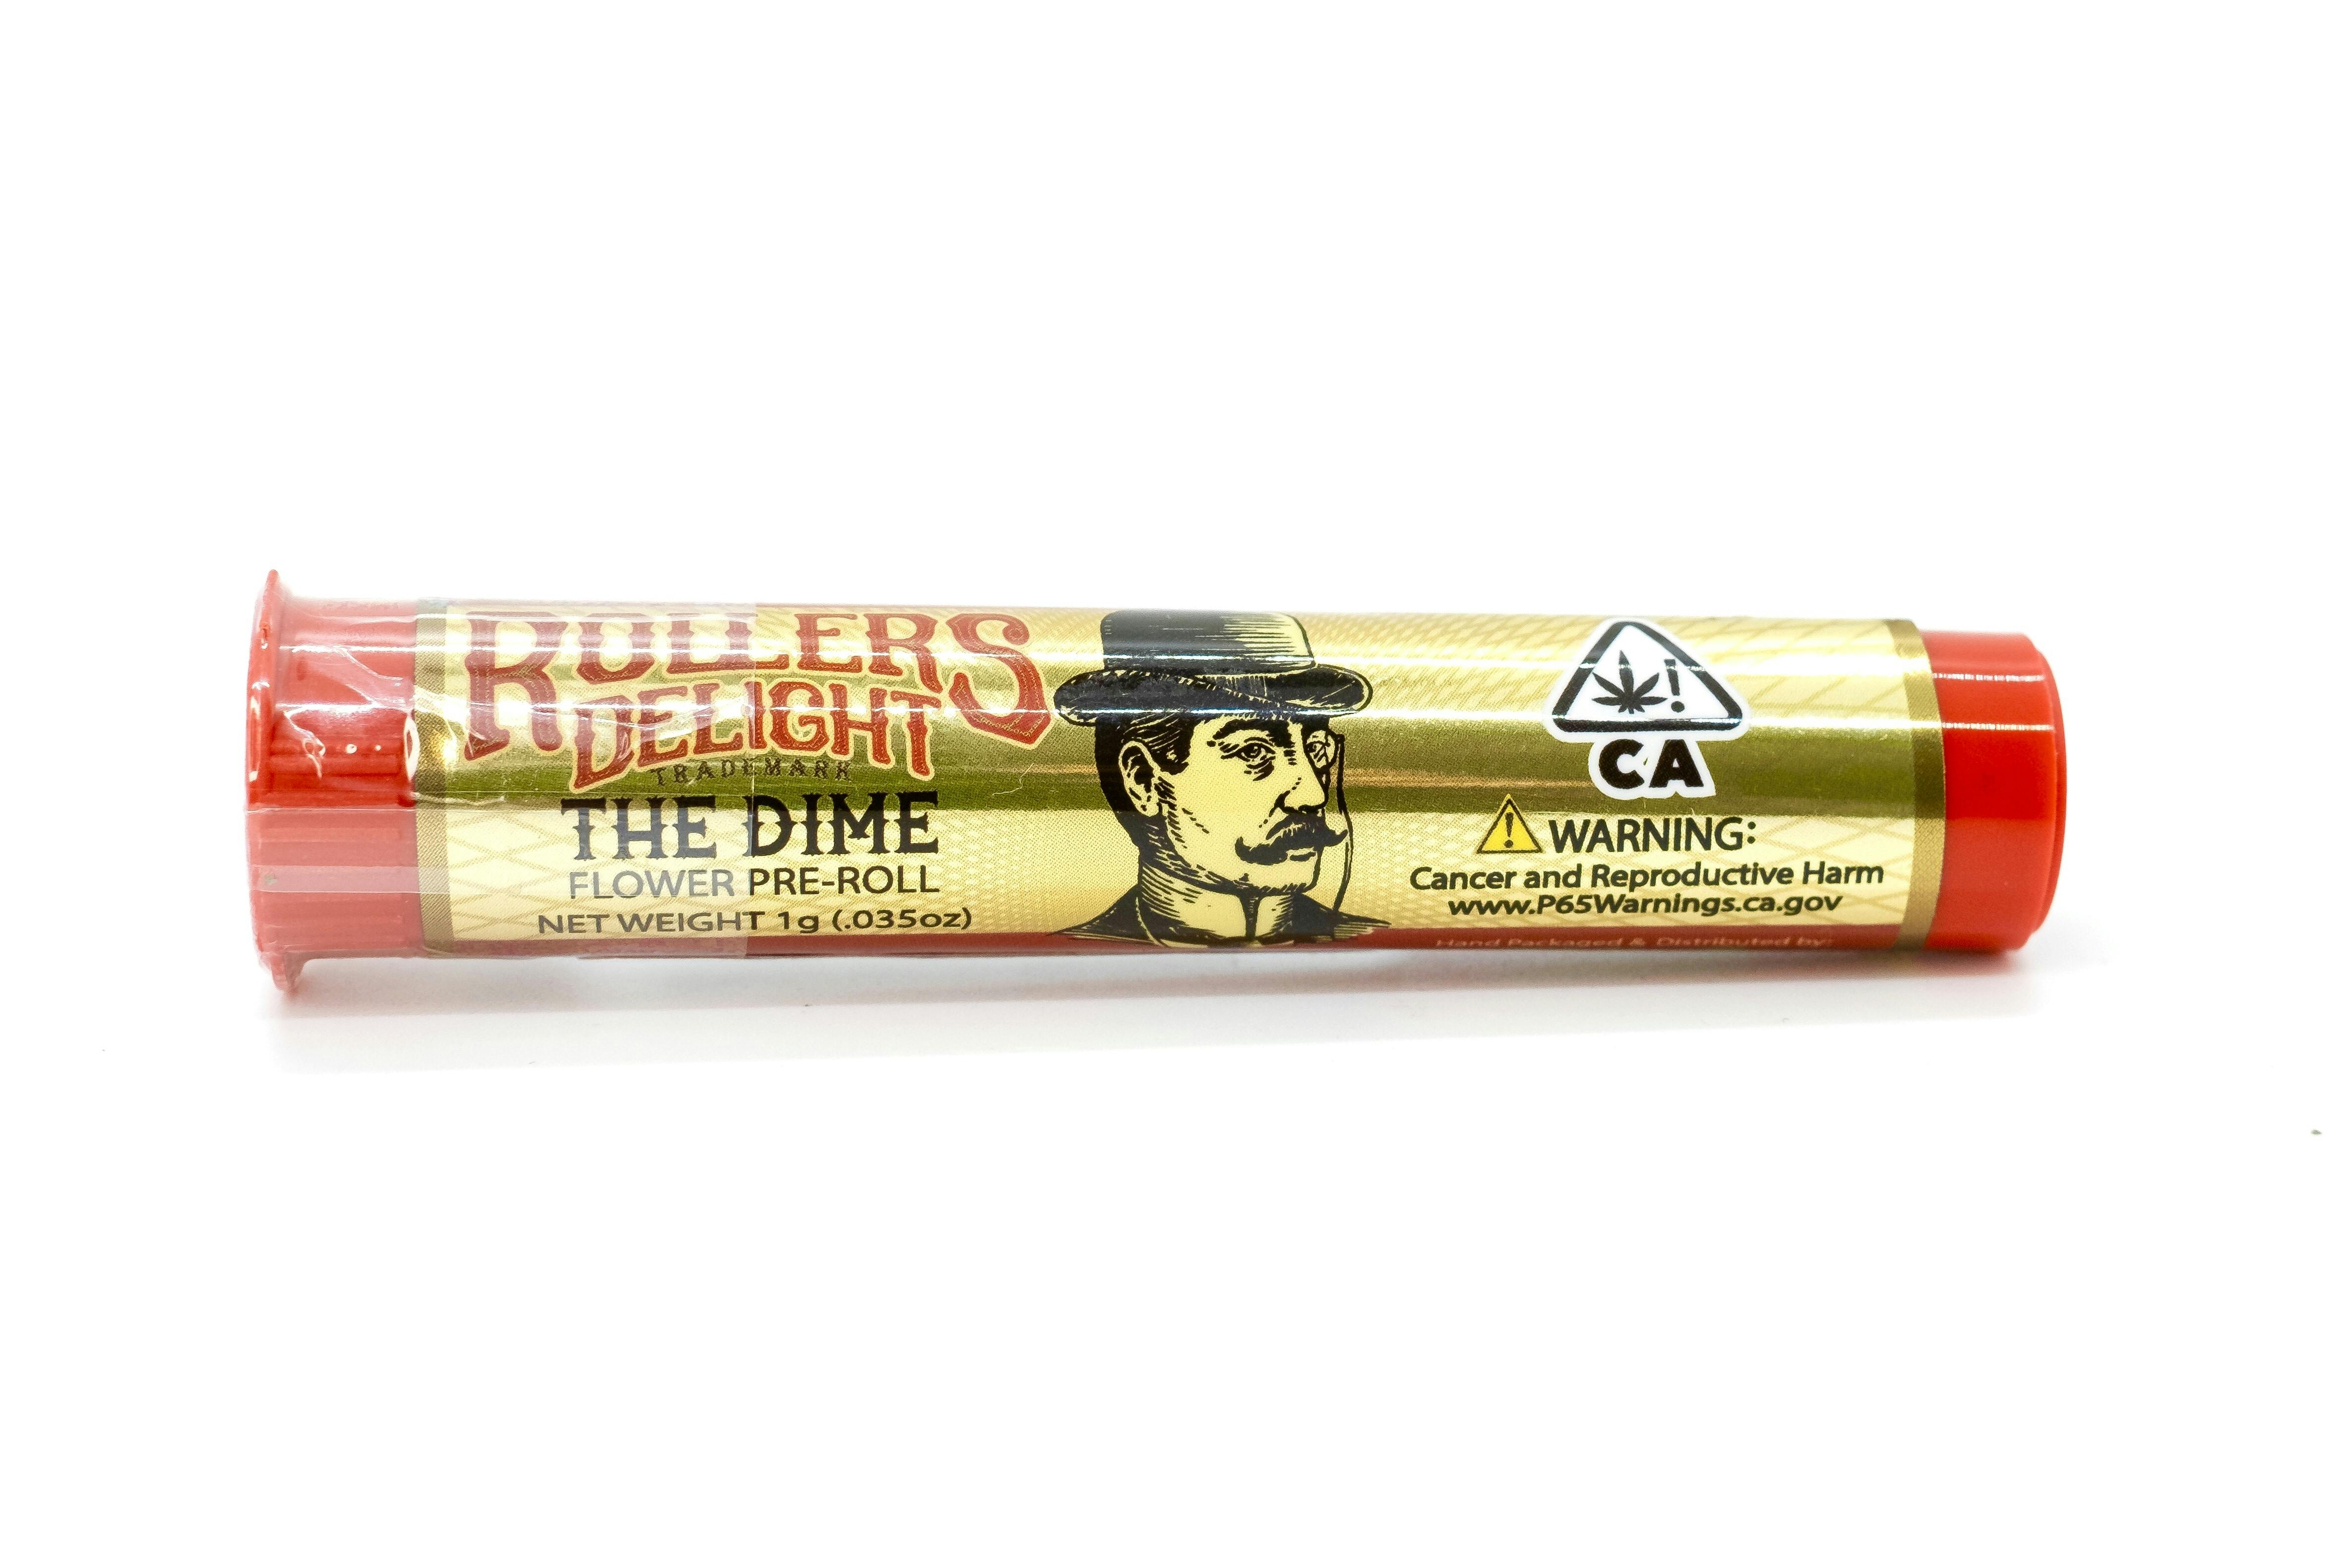 ROLLERS
DELIGHT
TRADEMARK
THE DIME
FLOWER PRE-ROLL
NET WEIGHT 1g (.035oz)
!
CA
! WARNING:
Cancer and Reproductive Harm
www.P65Warnings.ca.gov
Hand Packaged & Distributed by: